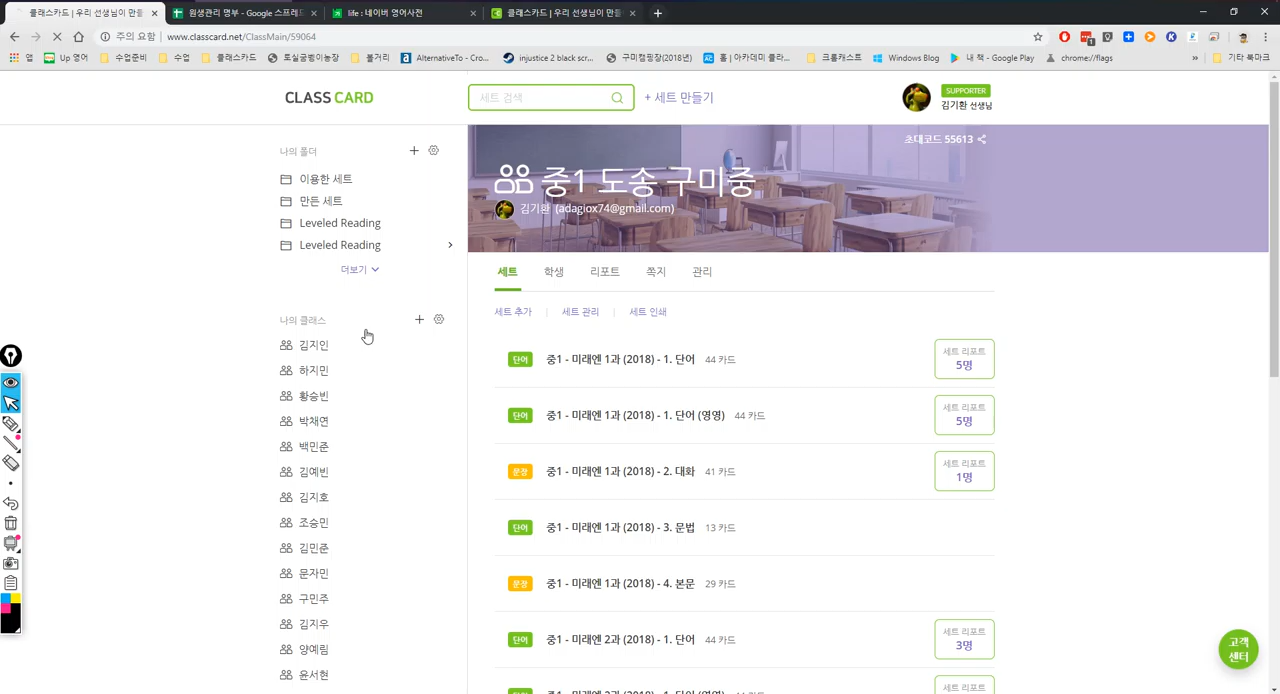 클래스카드 | 우리 선생님이 만들
원생관리 명부 - Google 스프레드
life : 네이버 영어사전
클래스카드 | 우리 선생님이 만든
주의 요함 | www.classcard.net/ClassMain/59064
앱
Up 영어
수업준비
수업
클래스카드
토실궁벵이농장
볼거리
AlternativeTo - Cro...
injustice 2 black scr...
구미캠핑장(2018년)
홈 | 아카데미 클라...
크롬캐스트
Windows Blog
내 책 - Google Play
chrome://flags
»
기타 북마크
CLASS CARD
세트 검색
+ 세트 만들기
SUPPORTER
김기환 선생님
나의 폴더
이용한 세트
만든 세트
Leveled Reading
Leveled Reading
더보기
나의 클래스
김지인
하지민
황승빈
박채연
백민준
김예빈
김지호
조승민
김민준
문자민
구민주
김지우
양예림
윤서현
초대코드 55613
중1 도송 구미중
김기환 (adagiox74@gmail.com)
세트 학생 리포트 쪽지 관리
세트 추가 | 세트 관리 | 세트 인쇄
단어 중1 - 미래엔 1과 (2018) - 1. 단어 44 카드
세트 리포트
5명
단어 중1 - 미래엔 1과 (2018) - 1. 단어 (영영) 44 카드
세트 리포트
5명
문장 중1 - 미래엔 1과 (2018) - 2. 대화 41 카드
세트 리포트
1명
단어 중1 - 미래엔 1과 (2018) - 3. 문법 13 카드
문장 중1 - 미래엔 1과 (2018) - 4. 본문 29 카드
단어 중1 - 미래엔 2과 (2018) - 1. 단어 44 카드
세트 리포트
3명
고객
센터